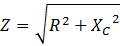 Z = √(R² + X_C²)